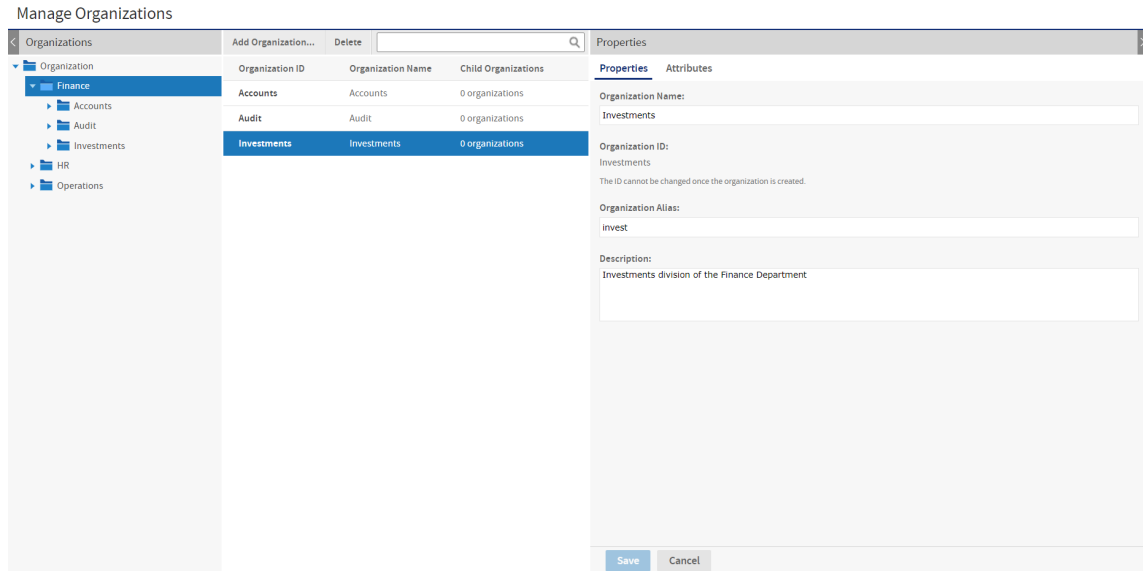 Manage Organizations
Organizations
Organization
Finance
Accounts
Audit
Investments
HR
Operations
Add Organization... Delete
Organization ID Organization Name Child Organizations
Accounts Accounts 0 organizations
Audit Audit 0 organizations
Investments Investments 0 organizations
Properties
Properties Attributes
Organization Name:
Investments
Organization ID:
Investments
The ID cannot be changed once the organization is created.
Organization Alias:
invest
Description:
Investments division of the Finance Department
Save Cancel